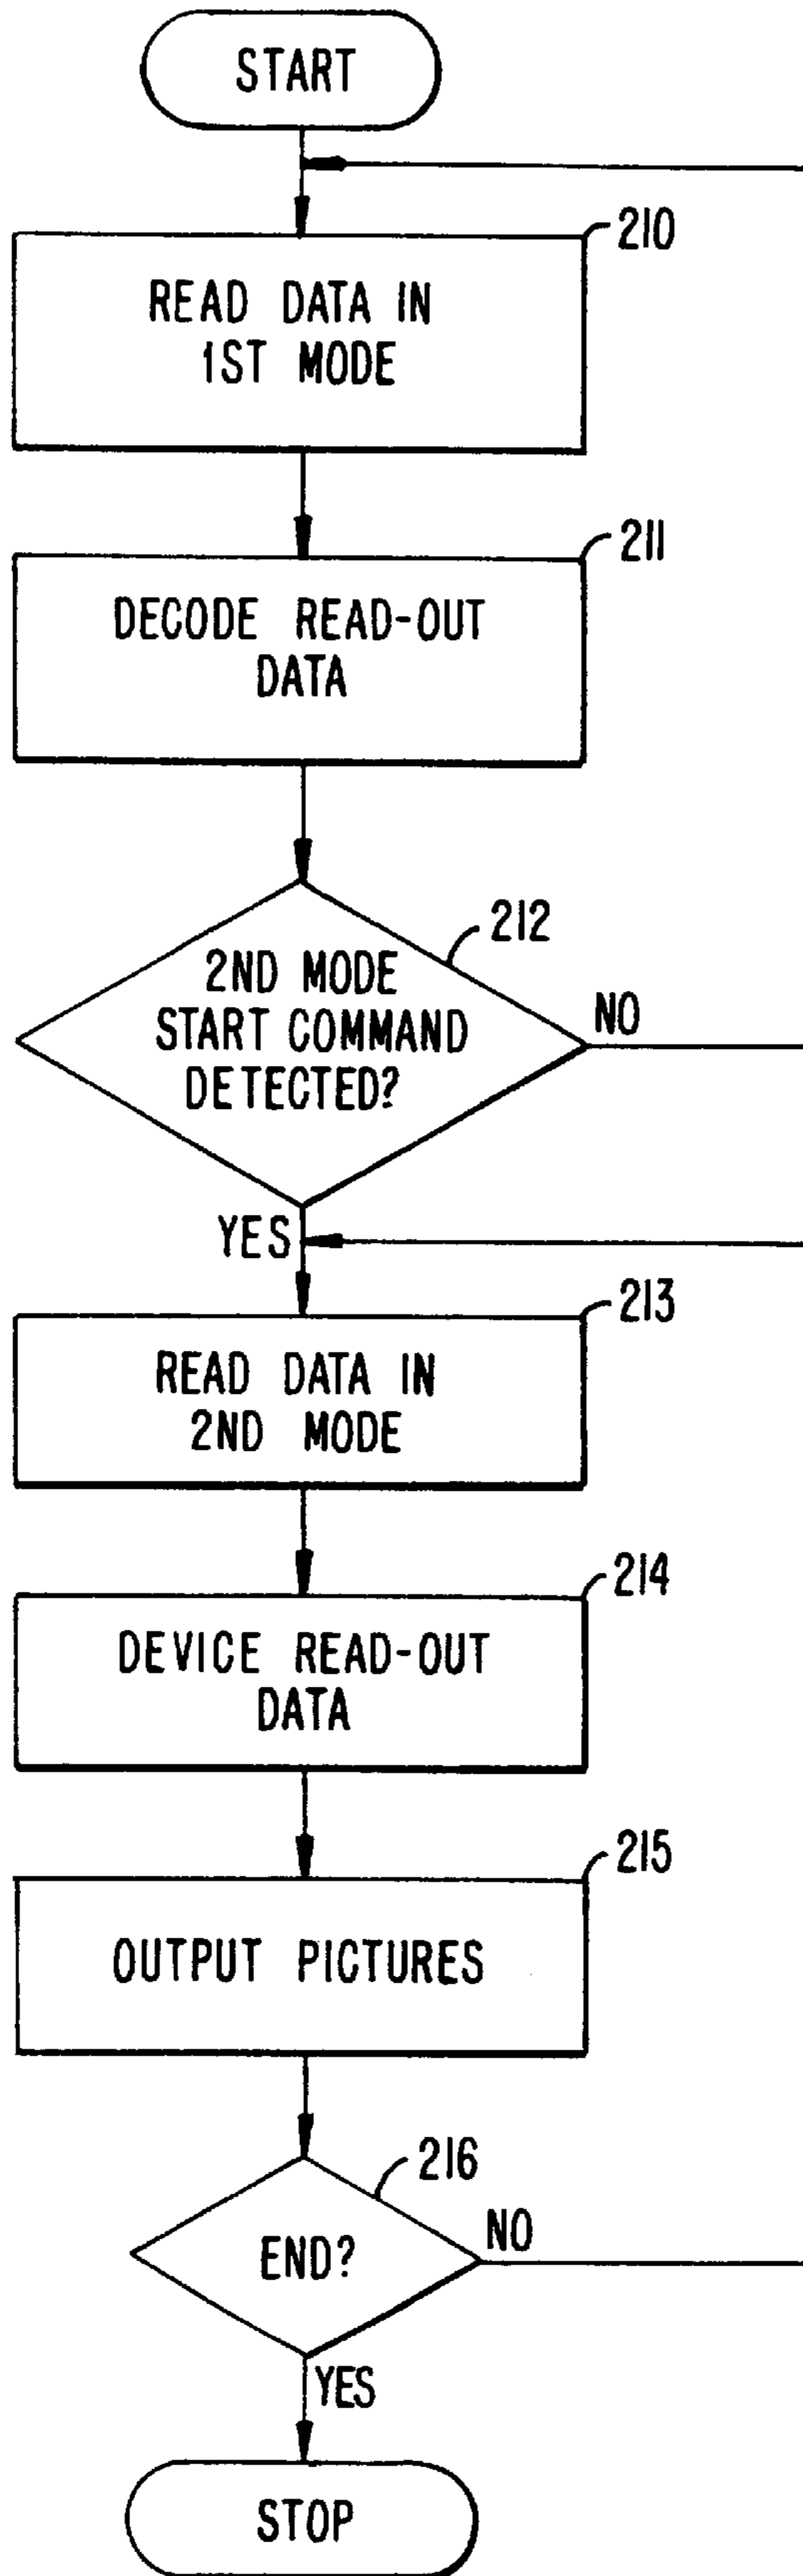 START
210
READ DATA IN
1ST MODE
211
DECODE READ-OUT
DATA
212
2ND MODE
START COMMAND
DETECTED?
NO
YES
213
READ DATA IN
2ND MODE
214
DEVICE READ-OUT
DATA
215
OUTPUT PICTURES
216
END?
NO
YES
STOP